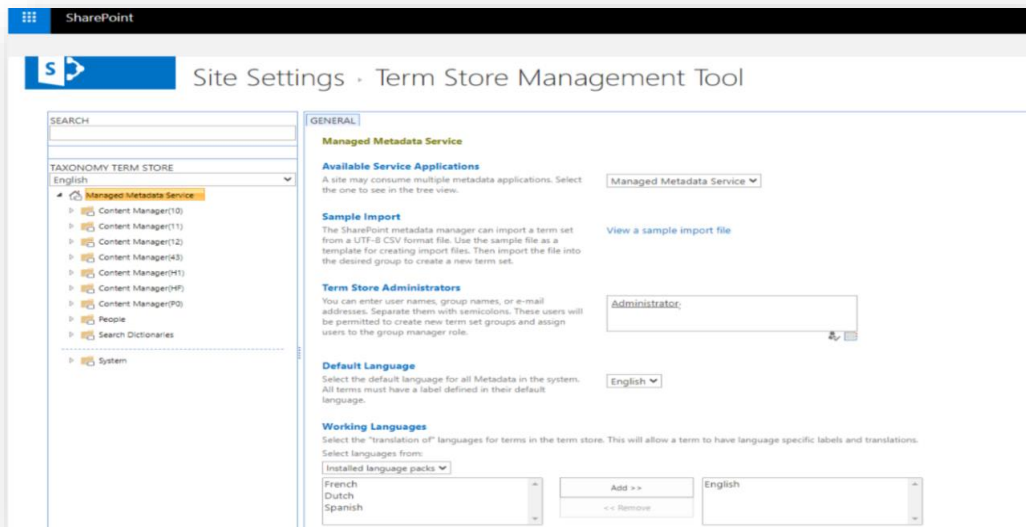 SharePoint
S
Site Settings › Term Store Management Tool
SEARCH
TAXONOMY TERM STORE
English
Managed Metadata Service
Content Manager(10)
Content Manager(11)
Content Manager(12)
Content Manager(43)
Content Manager(H1)
Content Manager(HF)
Content Manager(P0)
People
Search Dictionaries
System
GENERAL
Managed Metadata Service
Available Service Applications
A site may consume multiple metadata applications. Select
the one to see in the tree view.
Managed Metadata Service
Sample Import
The SharePoint metadata manager can import a term set
from a UTF-8 CSV format file. Use the sample file as a
template for creating import files. Then import the file into
the desired group to create a new term set.
View a sample import file
Term Store Administrators
You can enter user names, group names, or e-mail
addresses. Separate them with semicolons. These users will
be permitted to create new term set groups and assign
users to the group manager role.
Administrator;
Default Language
Select the default language for all Metadata in the system.
All terms must have a label defined in their default
language.
English
Working Languages
Select the "translation of" languages for terms in the term store. This will allow a term to have language specific labels and translations.
Select languages from:
Installed language packs
French
Dutch
Spanish
Add >>
<< Remove
English